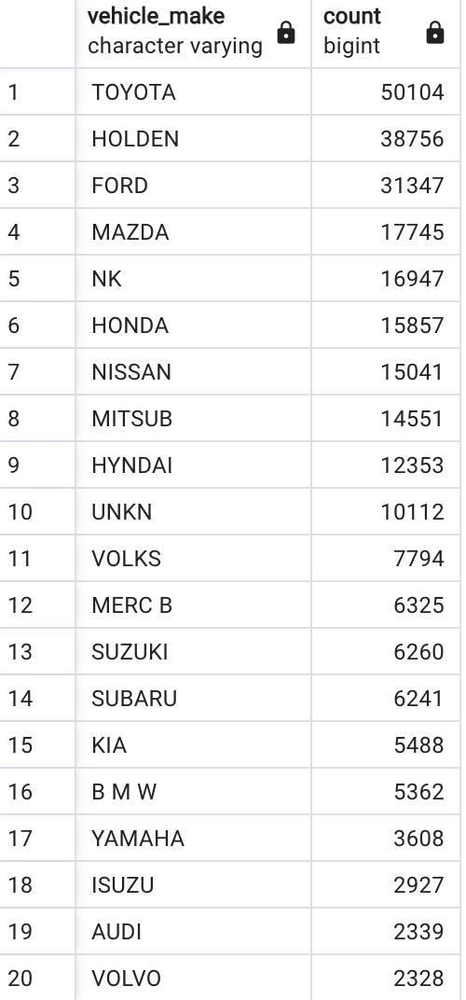 vehicle_make count
character varying bigint
1 TOYOTA 50104
2 HOLDEN 38756
3 FORD 31347
4 MAZDA 17745
5 NK 16947
6 HONDA 15857
7 NISSAN 15041
8 MITSUB 14551
9 HYNDAI 12353
10 UNKN 10112
11 VOLKS 7794
12 MERC B 6325
13 SUZUKI 6260
14 SUBARU 6241
15 KIA 5488
16 B M W 5362
17 YAMAHA 3608
18 ISUZU 2927
19 AUDI 2339
20 VOLVO 2328